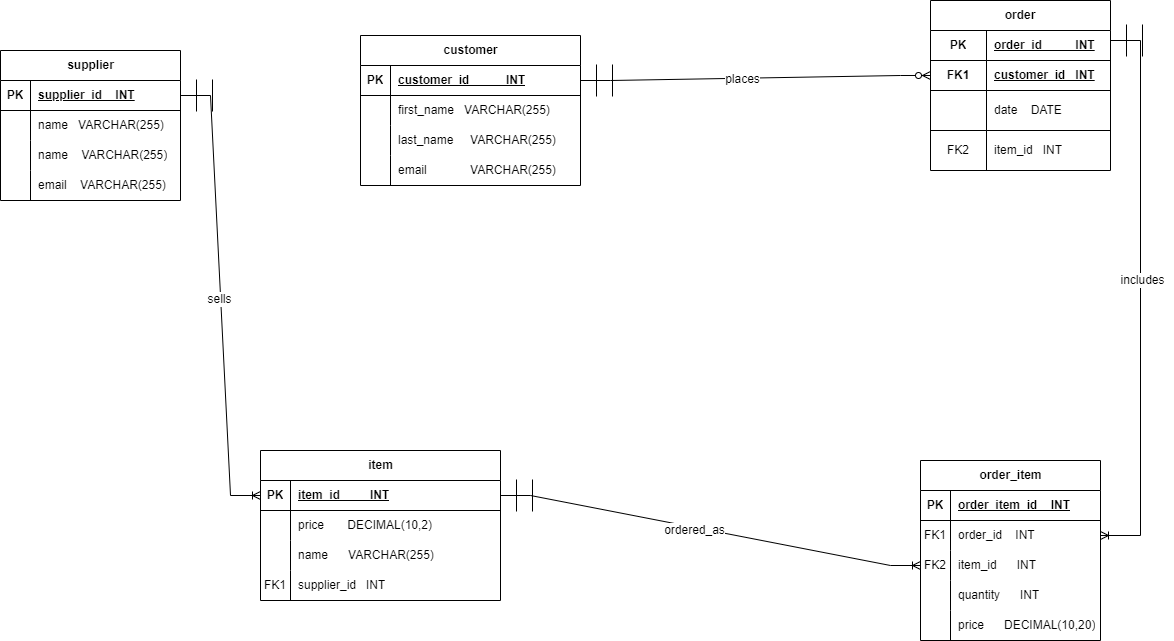 supplier
PK supplier_id INT
name VARCHAR(255)
name VARCHAR(255)
email VARCHAR(255)
customer
PK customer_id INT
first_name VARCHAR(255)
last_name VARCHAR(255)
email VARCHAR(255)
order
PK order_id INT
FK1 customer_id INT
date DATE
FK2 item_id INT
places
sells
includes
item
PK item_id INT
price DECIMAL(10,2)
name VARCHAR(255)
FK1 supplier_id INT
ordered_as
order_item
PK order_item_id INT
FK1 order_id INT
FK2 item_id INT
quantity INT
price DECIMAL(10,20)